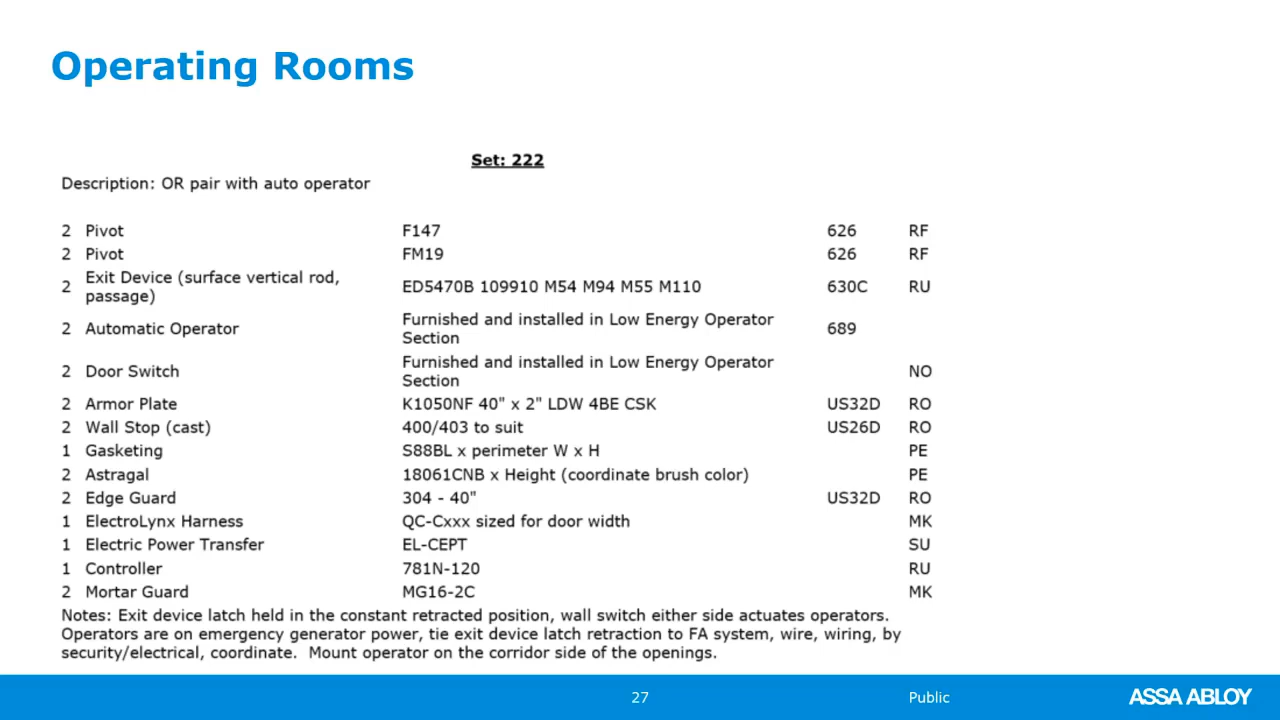 Operating Rooms
Set: 222
Description: OR pair with auto operator
2 Pivot F147 626 RF
2 Pivot FM19 626 RF
2 Exit Device (surface vertical rod, passage) ED5470B 109910 M54 M94 M55 M110 630C RU
2 Automatic Operator Furnished and installed in Low Energy Operator Section 689
2 Door Switch Furnished and installed in Low Energy Operator Section NO
2 Armor Plate K1050NF 40" x 2" LDW 4BE CSK US32D RO
2 Wall Stop (cast) 400/403 to suit US26D RO
1 Gasketing S88BL x perimeter W x H PE
2 Astragal 18061CNB x Height (coordinate brush color) PE
2 Edge Guard 304 - 40" US32D RO
1 ElectroLynx Harness QC-Cxxx sized for door width MK
1 Electric Power Transfer EL-CEPT SU
1 Controller 781N-120 RU
2 Mortar Guard MG16-2C MK
Notes: Exit device latch held in the constant retracted position, wall switch either side actuates operators.
Operators are on emergency generator power, tie exit device latch retraction to FA system, wire, wiring, by
security/electrical, coordinate. Mount operator on the corridor side of the openings.
27 Public ASSA ABLOY